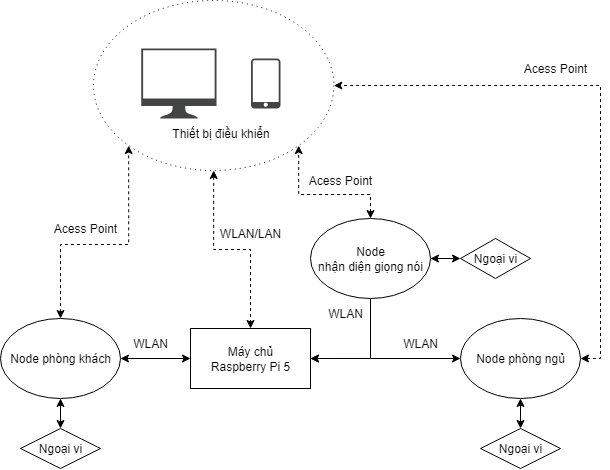 Acess Point
Thiết bị điều khiển
Acess Point
Acess Point
WLAN/LAN
Node
nhận diện giọng nói
Ngoại vi
WLAN
Node phòng khách
WLAN
Máy chủ
Raspberry Pi 5
WLAN
Node phòng ngủ
Ngoại vi
Ngoại vi